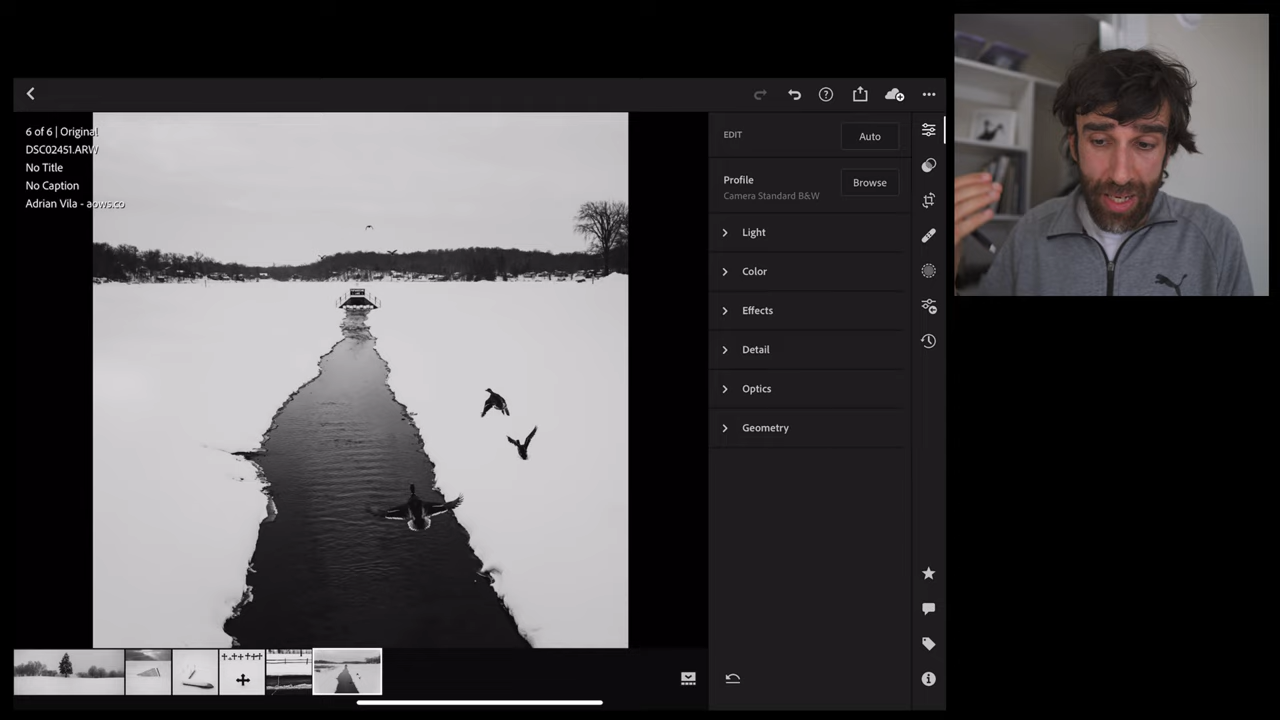 6 of 6 | Original
DSC02451.ARW
No Title
No Caption
Adrian Vila - aows.co
EDIT
Auto
Profile
Camera Standard B&W
Browse
Light
Color
Effects
Detail
Optics
Geometry